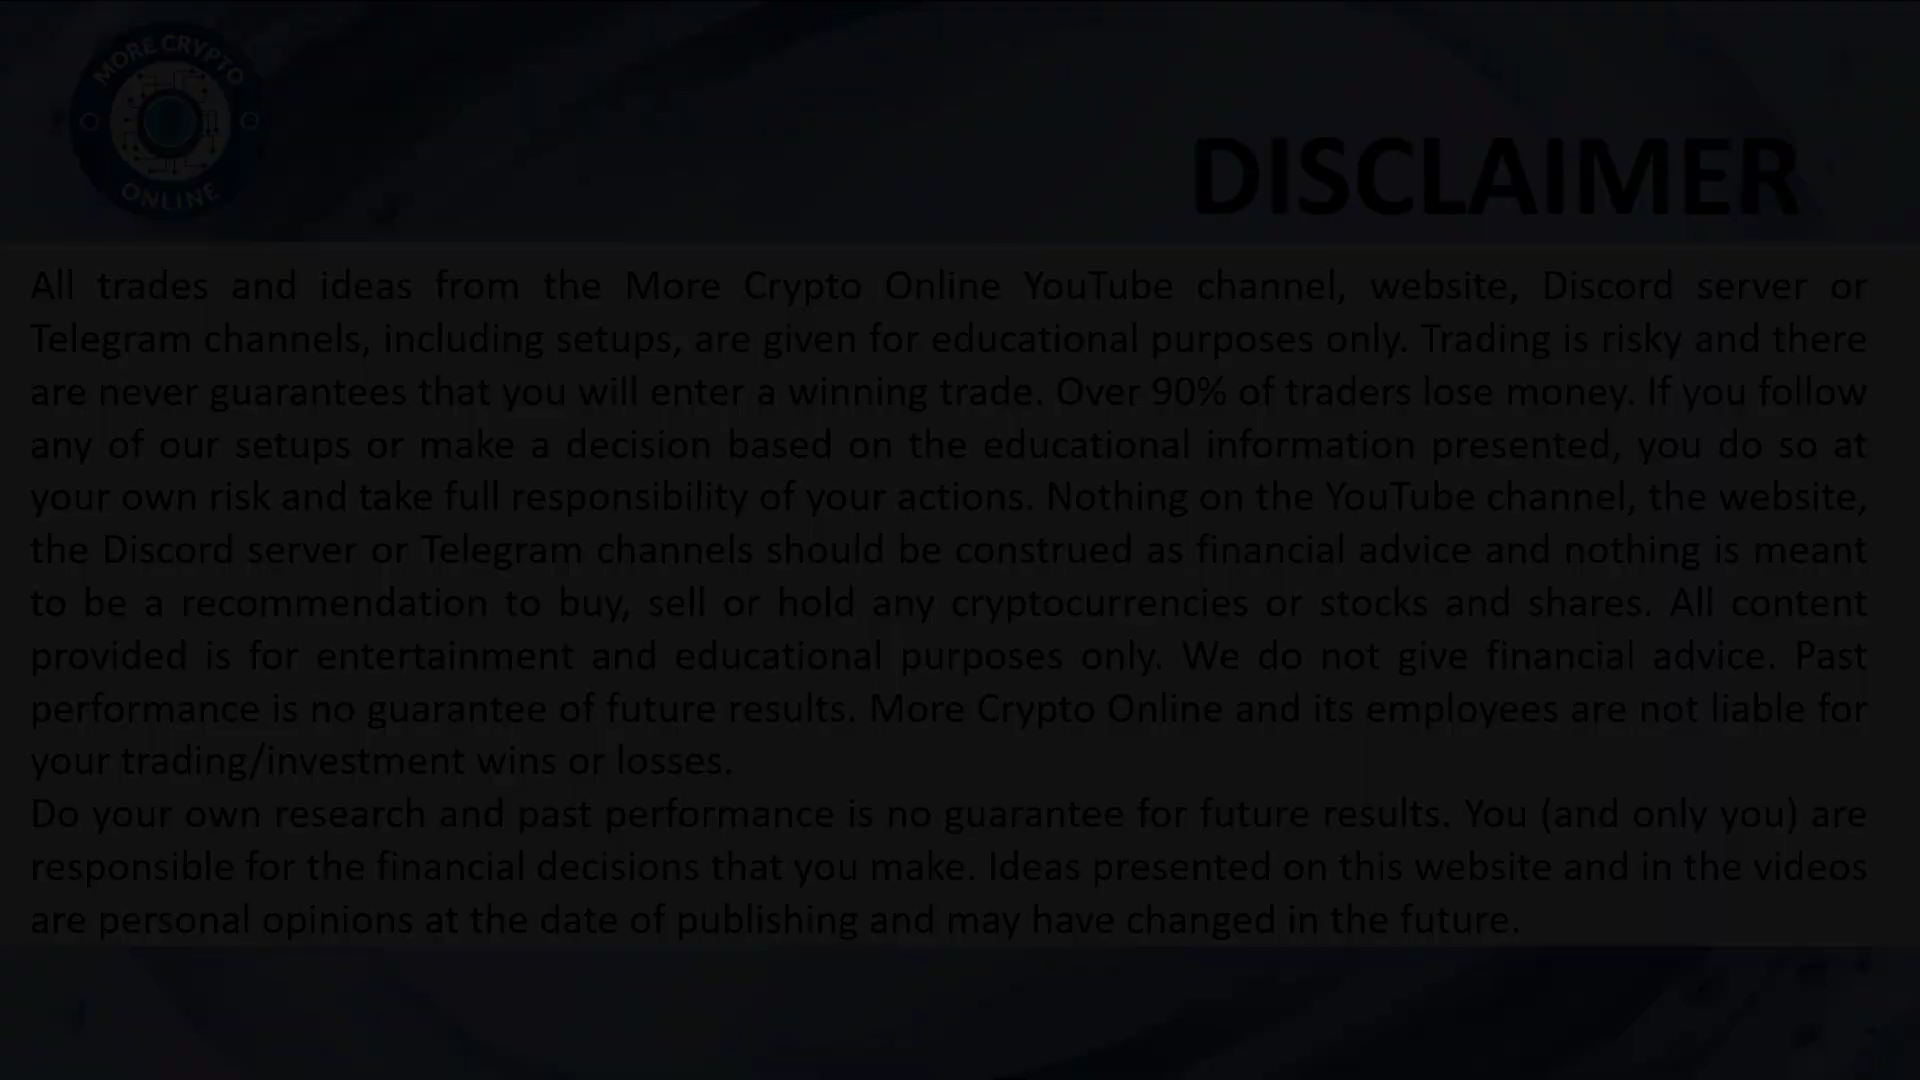 MORE CRYPTO
ONLINE
DISCLAIMER
All trades and ideas from the More Crypto Online YouTube channel, website, Discord server or
Telegram channels, including setups, are given for educational purposes only. Trading is risky and there
are never guarantees that you will enter a winning trade. Over 90% of traders lose money. If you follow
any of our setups or make a decision based on the educational information presented, you do so at
your own risk and take full responsibility of your actions. Nothing on the YouTube channel, the website,
the Discord server or Telegram channels should be construed as financial advice and nothing is meant
to be a recommendation to buy, sell or hold any cryptocurrencies or stocks and shares. All content
provided is for entertainment and educational purposes only. We do not give financial advice. Past
performance is no guarantee of future results. More Crypto Online and its employees are not liable for
your trading/investment wins or losses.
Do your own research and past performance is no guarantee for future results. You (and only you) are
responsible for the financial decisions that you make. Ideas presented on this website and in the videos
are personal opinions at the date of publishing and may have changed in the future.